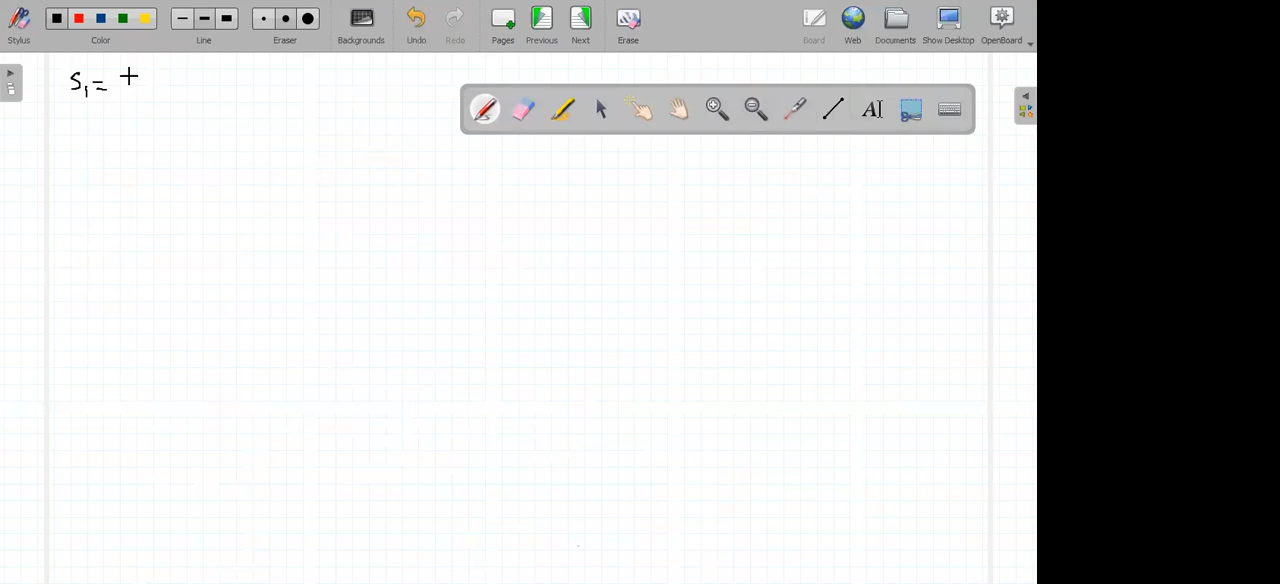 Stylus Color Line Eraser Backgrounds Undo Redo Pages Previous Next Erase Board Web Documents Show Desktop OpenBoard
S₁ = +